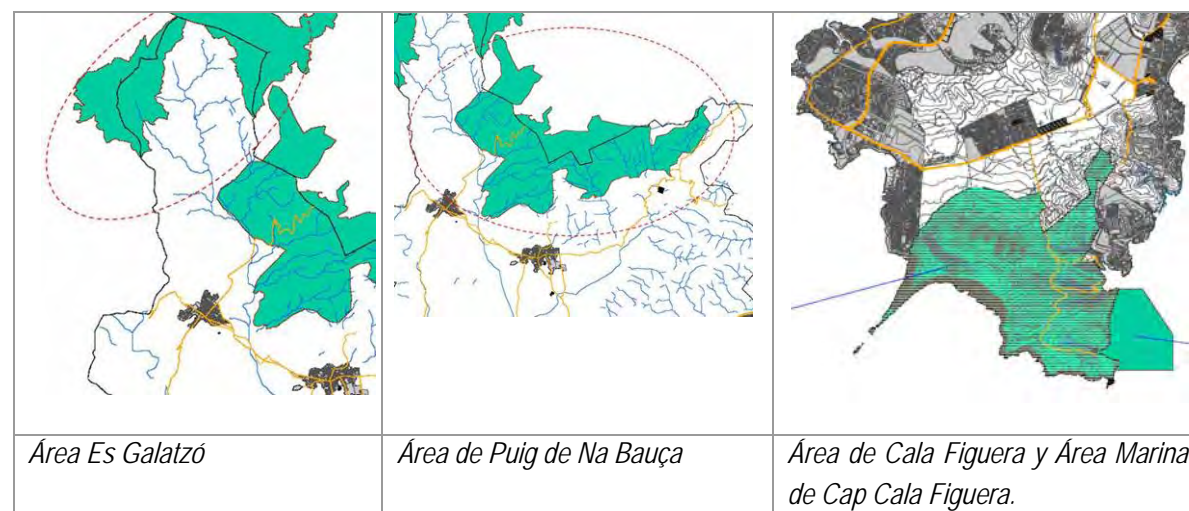 Área Es Galatzó
Área de Puig de Na Bauça
Área de Cala Figuera y Área Marina
de Cap Cala Figuera.